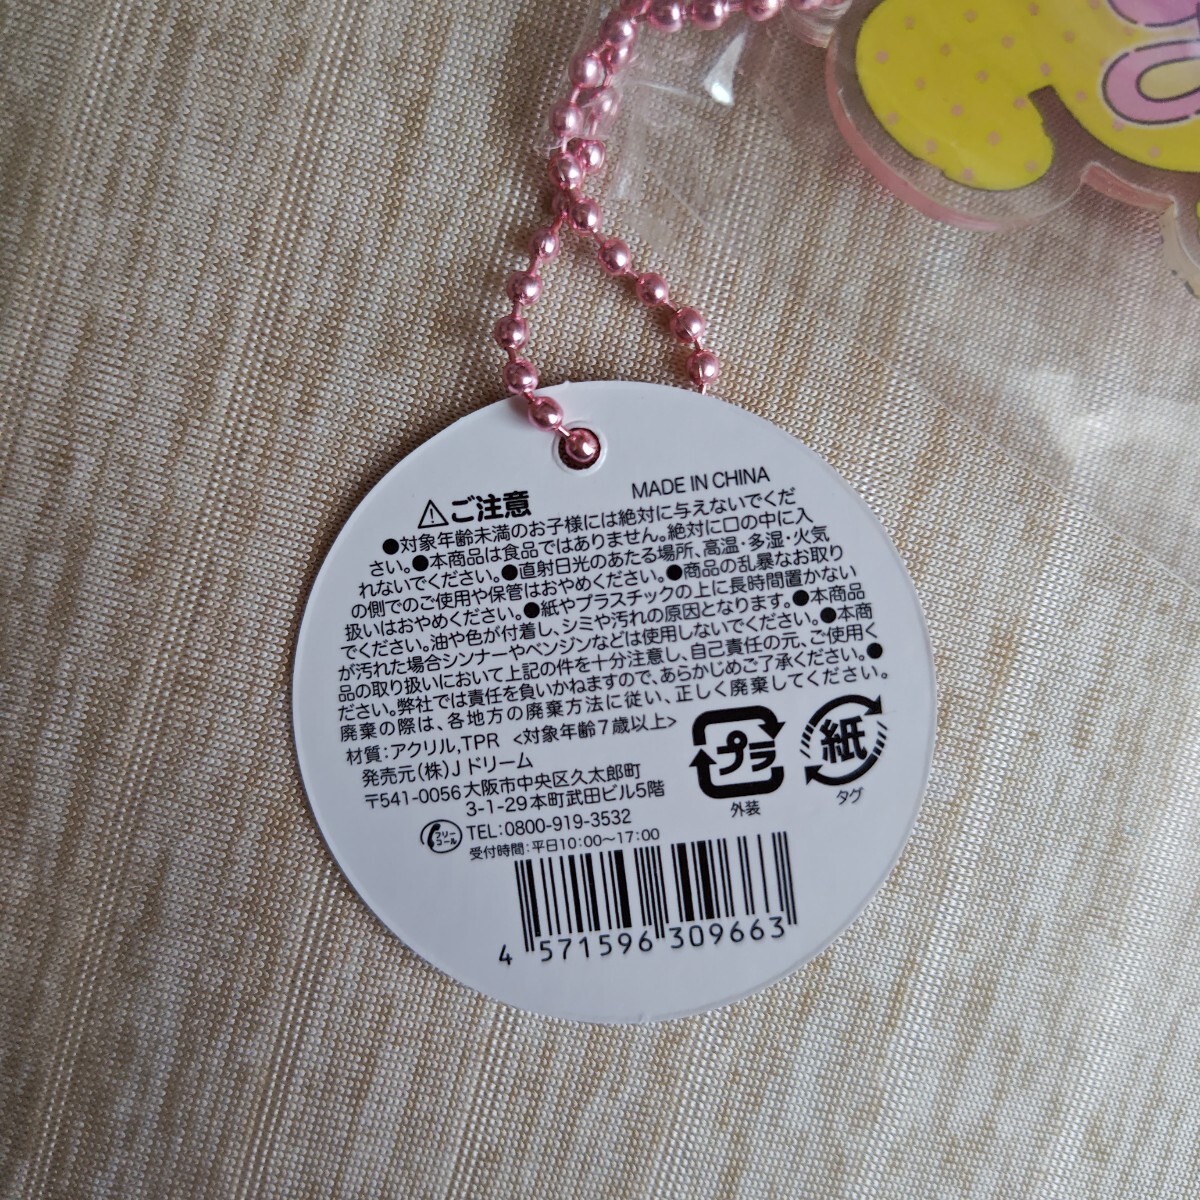 MADE IN CHINA
⚠ご注意
●対象年齢未満のお子様には絶対に与えないでくだ
さい。●本商品は食品ではありません。絶対に口の中に入
れないでください。●直射日光のあたる場所、高温・多湿・火気
の側でのご使用や保管はおやめください。●商品の乱暴なお取り
扱いはおやめください。●紙やプラスチックの上に長時間置かない
でください。油や色が付着し、シミや汚れの原因となります。●本商品
が汚れた場合シンナーやベンジンなどは使用しないでください。●本商
品の取り扱いにおいて上記の件を十分注意し、自己責任の元、ご使用く
ださい。弊社では責任を負いかねますので、あらかじめご了承ください。●
廃棄の際は、各地方の廃棄方法に従い、正しく廃棄してください。
材質:アクリル,TPR <対象年齢7歳以上>
発売元(株)Jドリーム
〒541-0056大阪市中央区久太郎町
3-1-29本町武田ビル5階
フリーコール TEL:0800-919-3532
受付時間:平日10:00〜17:00
プラ
外装
紙
タグ
4 571596 309663